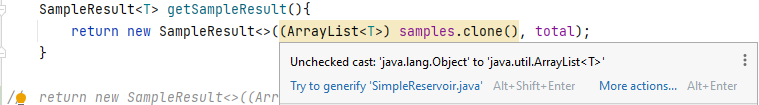 SampleResult<T> getSampleResult(){
return new SampleResult<>((ArrayList<T>) samples.clone(), total);
}
Unchecked cast: 'java.lang.Object' to 'java.util.ArrayList<T>'
Try to generify 'SimpleReservoir.java' Alt+Shift+Enter More actions... Alt+Enter
/ return new SampleResult<>((Arr